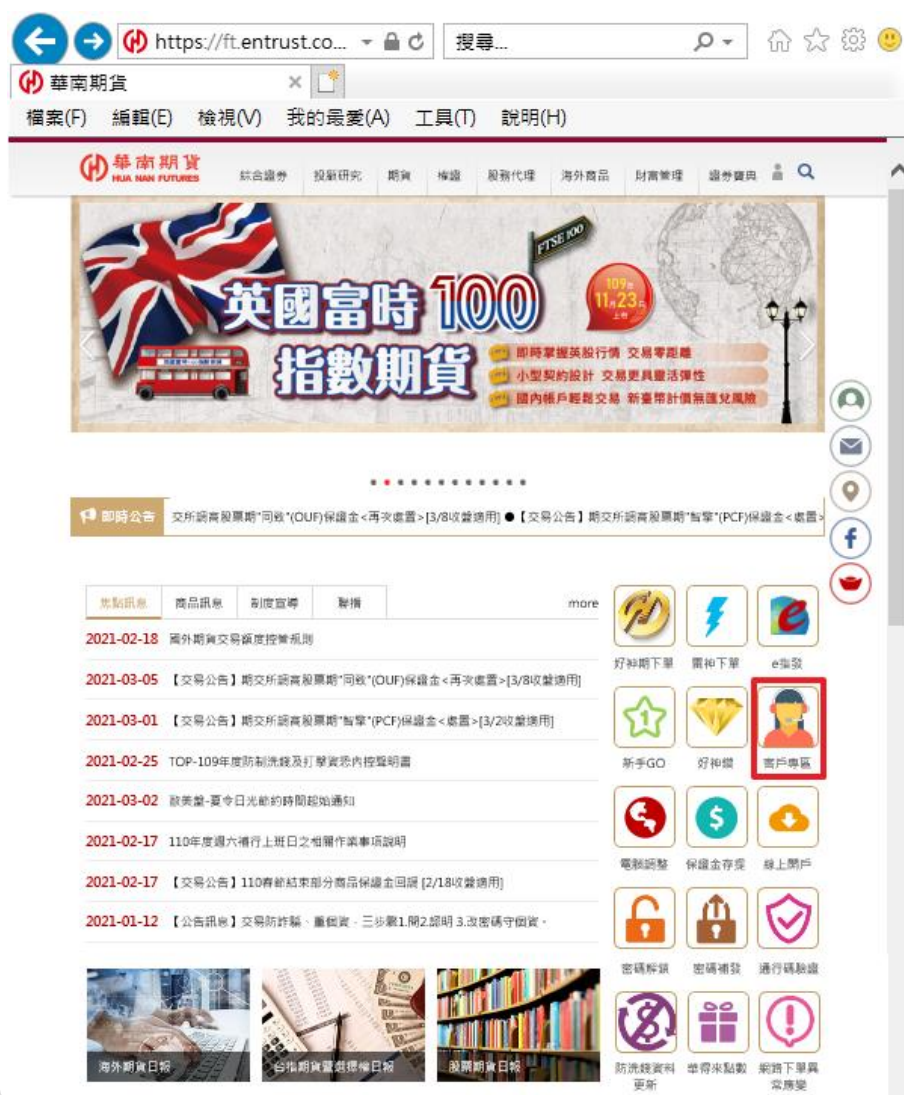 https://ft.entrust.co...
搜尋...
華南期貨
檔案(F) 編輯(E) 檢視(V) 我的最愛(A) 工具(T) 說明(H)
華南期貨
HUA NAN FUTURES
綜合證券 投顧研究 期貨 權證 股務代理 海外商品 財富管理 證券寶典
FTSE 100
英國富時100
指數期貨
109年
11月23日
上市
即時掌握英股行情 交易零距離
小型契約設計 交易更具靈活彈性
國內帳戶輕鬆交易 新臺幣計價無匯兌風險
即時公告 交所調高股票期"同致"(OUF)保證金<再次處置>[3/8收盤適用] ●【交易公告】期交所調高股票期"智擎"(PCF)保證金<處置>
焦點訊息 商品訊息 制度宣導 聯播 more
2021-02-18 國外期貨交易額度控管規則
2021-03-05 【交易公告】期交所調高股票期"同致"(OUF)保證金<再次處置>[3/8收盤適用]
2021-03-01 【交易公告】期交所調高股票期"智擎"(PCF)保證金<處置>[3/2收盤適用]
2021-02-25 TOP-109年度防制洗錢及打擊資恐內控聲明書
2021-03-02 歐美盤-夏令日光節約時間起始通知
2021-02-17 110年度週六補行上班日之相關作業事項說明
2021-02-17 【交易公告】110春節結束部分商品保證金回調 [2/18收盤適用]
2021-01-12 【公告訊息】交易防詐騙、重個資，三步驟1.問2.認明 3.改密碼守個資。
好神期下單 雷神下單 e指發
新手GO 好神鑽 客戶專區
電腦調整 保證金存提 線上開戶
密碼解鎖 密碼補發 通行碼驗證
防洗錢資料更新 華得來點數 網路下單異常應變
海外期貨日報
台指期貨暨選擇權日報
股票期貨日報